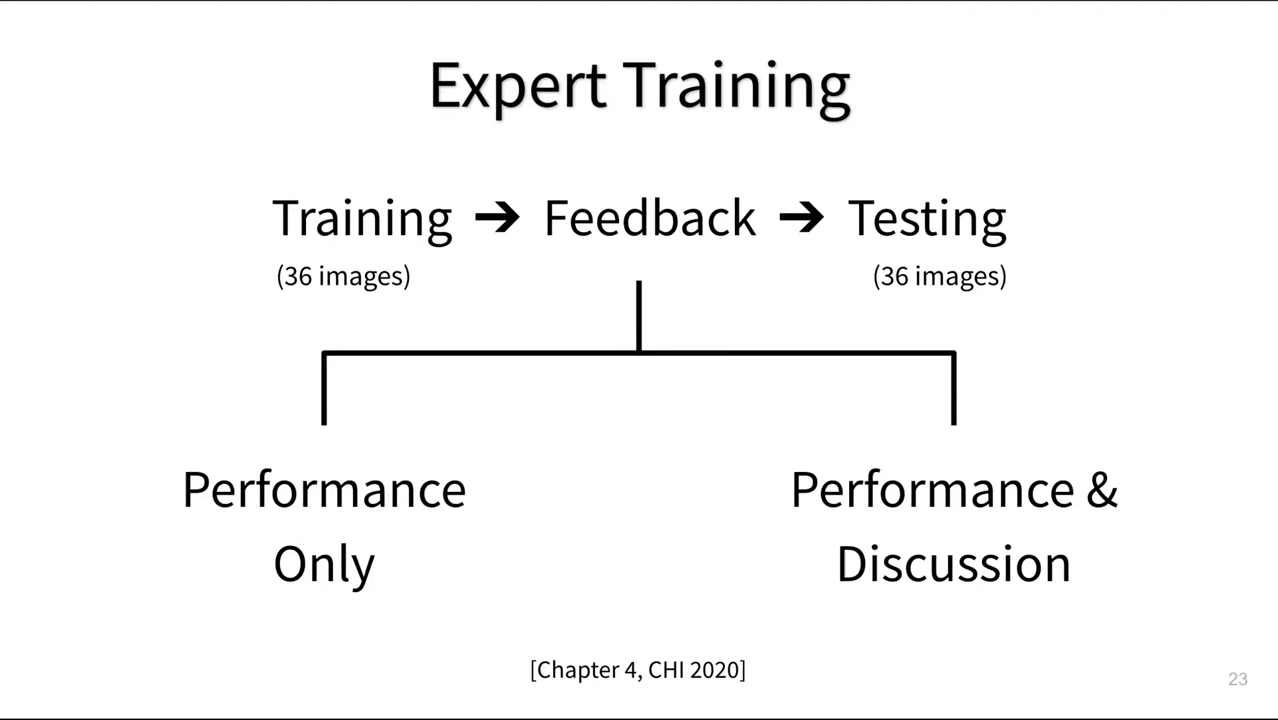 Expert Training
Training ➔ Feedback ➔ Testing
(36 images) (36 images)
Performance Only
Performance & Discussion
[Chapter 4, CHI 2020]
23